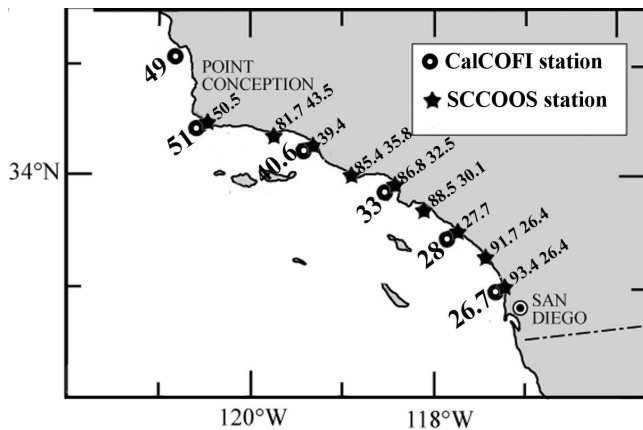 49
POINT
CONCEPTION
CalCOFI station
SCCOOS station
51
50.5
81.7 43.5
40.6
39.4
85.4 35.8
34°N
33
86.8 32.5
88.5 30.1
28
27.7
91.7 26.4
26.7
93.4 26.4
SAN
DIEGO
120°W
118°W